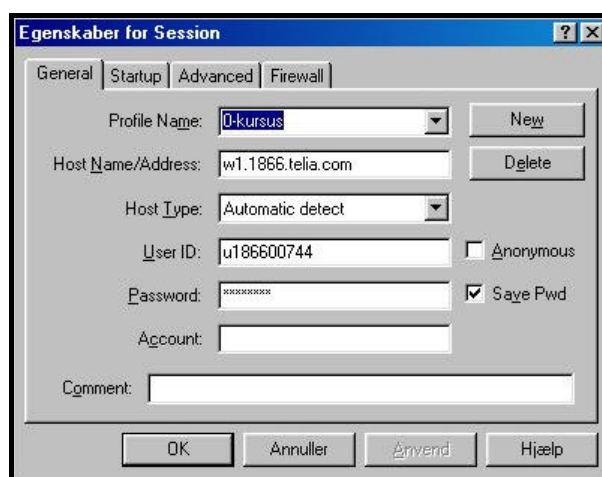 Egenskaber for Session
General Startup Advanced Firewall
Profile Name: 0-kursus New
Host Name/Address: w1.1866.telia.com Delete
Host Type: Automatic detect
User ID: u186600744 Anonymous
Password: ******** Save Pwd
Account:
Comment:
OK Annuller Anvend Hjælp